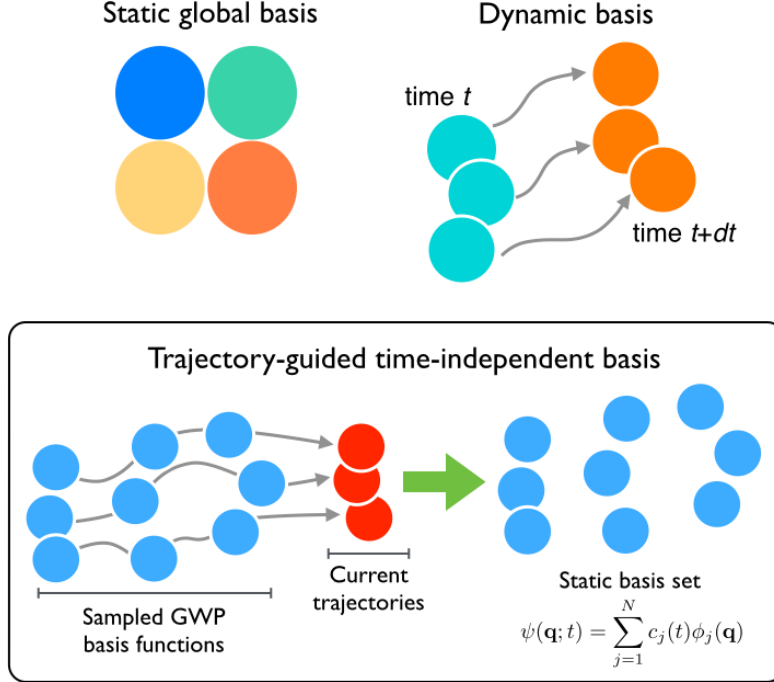 Static global basis
Dynamic basis
time t
time t+dt
Trajectory-guided time-independent basis
Sampled GWP
basis functions
Current
trajectories
Static basis set
ψ(q; t) = ∑_{j=1}^{N} c_j(t)ϕ_j(q)